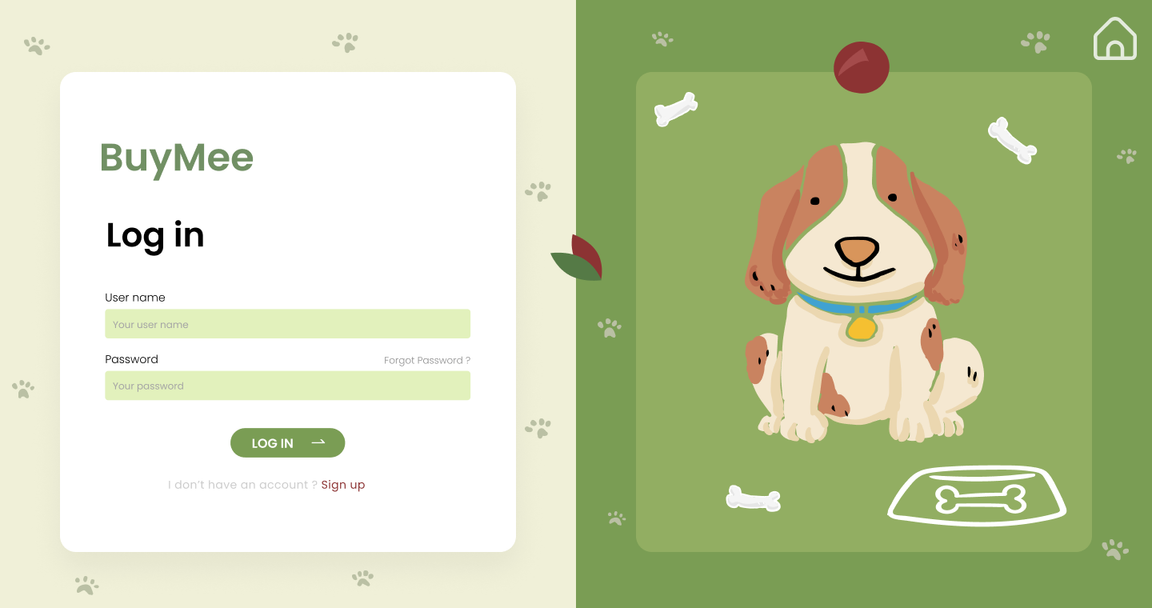 BuyMee
Log in
User name
Your user name
Password
Forgot Password ?
Your password
LOG IN
I don't have an account ? Sign up